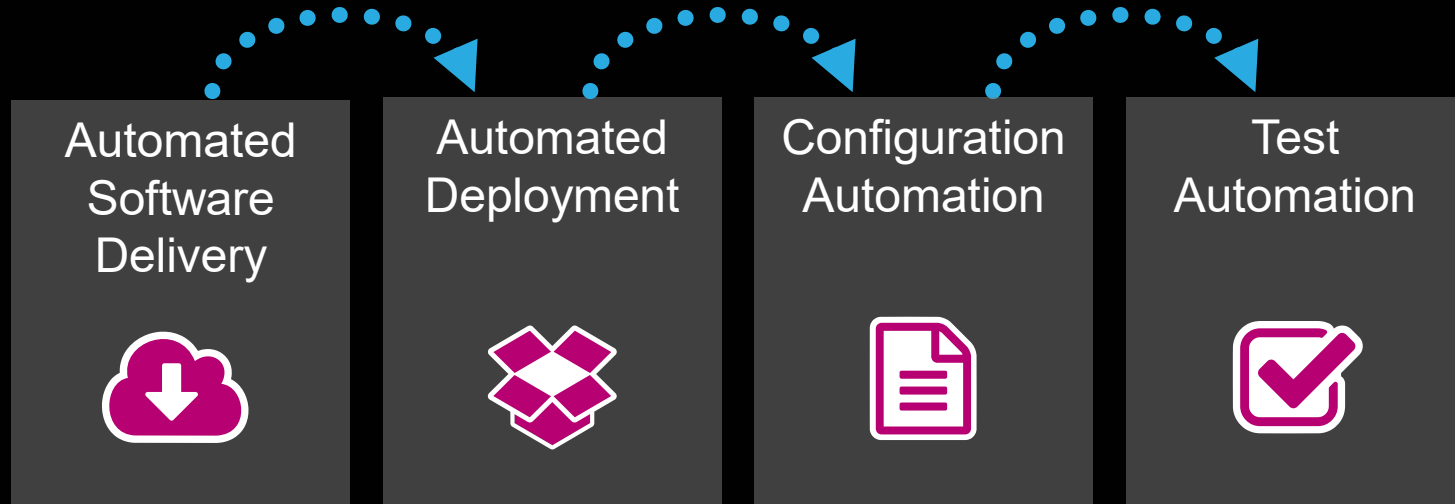 Automated
Software
Delivery
Automated
Deployment
Configuration
Automation
Test
Automation